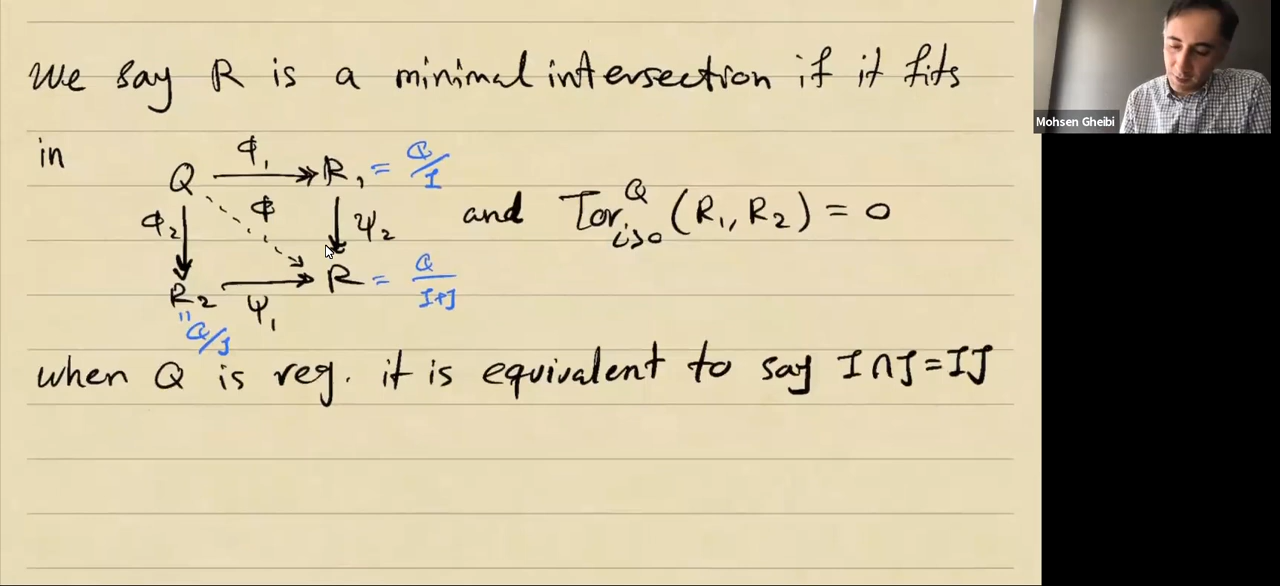 We say R is a minimal intersection if it fits
in
Q ϕ₁ R₁ = Q/I
ϕ₂ ϕ ψ₂ and Tor^Q_{i>0} (R₁, R₂) = 0
R₂ ψ₁ R = Q/I+J
" Q/J
when Q is reg. it is equivalent to say I∩J=IJ
Mohsen Gheibi